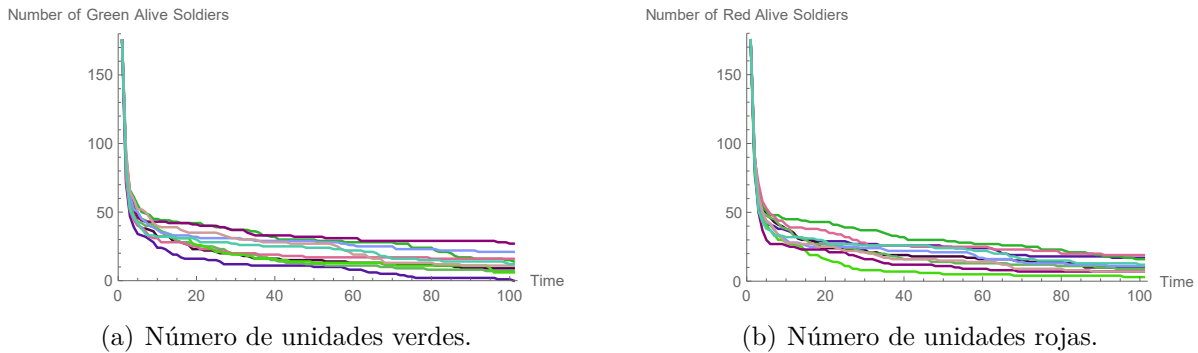 Number of Green Alive Soldiers
150
100
50
0
0 20 40 60 80 100
Time
(a) Número de unidades verdes.
Number of Red Alive Soldiers
150
100
50
0
0 20 40 60 80 100
Time
(b) Número de unidades rojas.